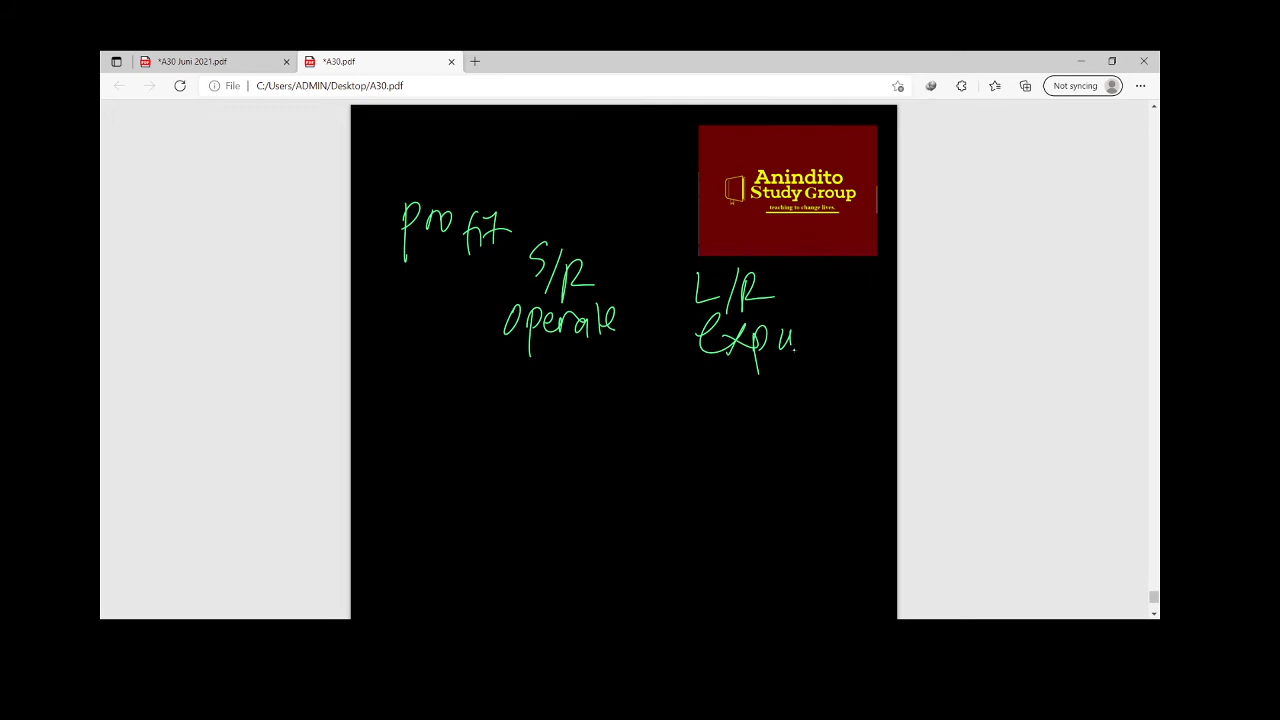 *A30 Juni 2021.pdf
*A30.pdf
File
C:/Users/ADMIN/Desktop/A30.pdf
Not syncing
Anindito
Study Group
teaching to change lives.
profit
S/R
L/R
operate